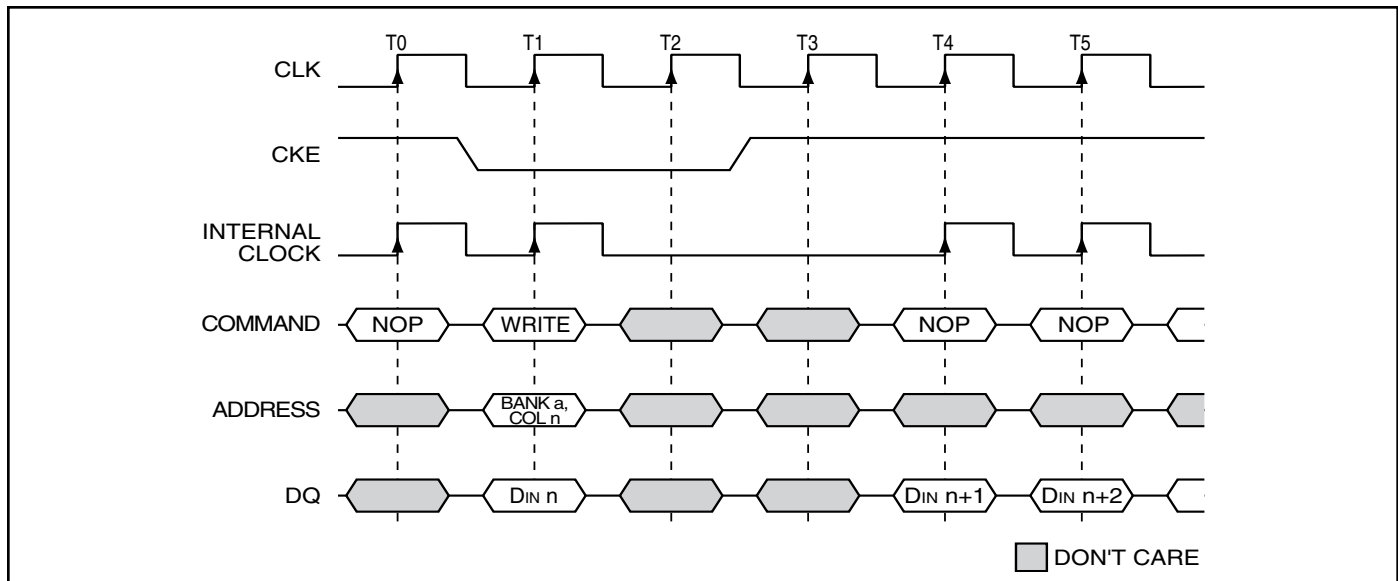 T0 T1 T2 T3 T4 T5
CLK
CKE
INTERNAL
CLOCK
COMMAND NOP WRITE NOP NOP
ADDRESS BANK a,
COL n
DQ DIN n DIN n+1 DIN n+2
DON'T CARE